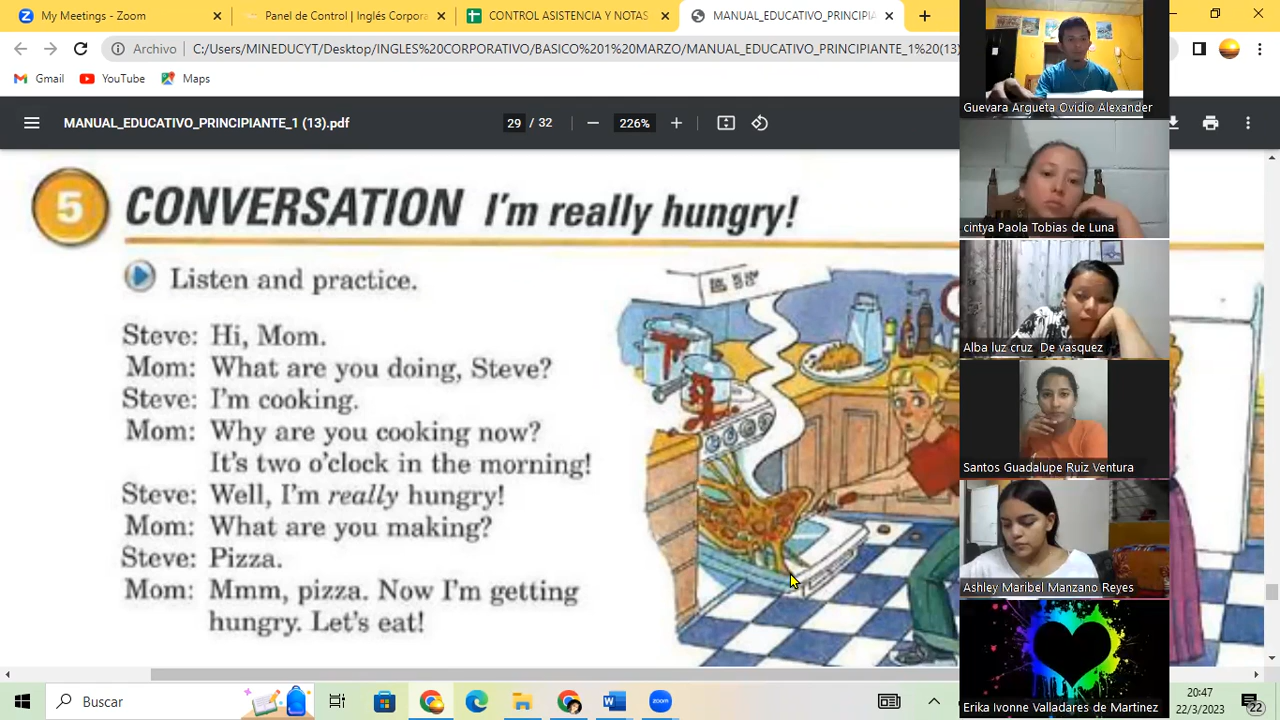 My Meetings - Zoom
Panel de Control | Inglés Corpora
CONTROL ASISTENCIA Y NOTAS
MANUAL_EDUCATIVO_PRINCIPIA
Archivo
C:/Users/MINEDUCYT/Desktop/INGLES%20CORPORATIVO/BASICO%201%20MARZO/MANUAL_EDUCATIVO_PRINCIPIANTE_1%20(13)
Gmail
YouTube
Maps
MANUAL_EDUCATIVO_PRINCIPIANTE_1 (13).pdf
29 / 32
226%
5 CONVERSATION I'm really hungry!
Listen and practice.
Steve: Hi, Mom.
Mom: What are you doing, Steve?
Steve: I'm cooking.
Mom: Why are you cooking now?
It's two o'clock in the morning!
Steve: Well, I'm really hungry!
Mom: What are you making?
Steve: Pizza.
Mom: Mmm, pizza. Now I'm getting
hungry. Let's eat!
Guevara Argueta Ovidio Alexander
cintya Paola Tobias de Luna
Alba luz cruz De vasquez
Santos Guadalupe Ruiz Ventura
Ashley Maribel Manzano Reyes
Erika Ivonne Valladares de Martinez
Buscar
zoom
20:47
22/3/2023
22